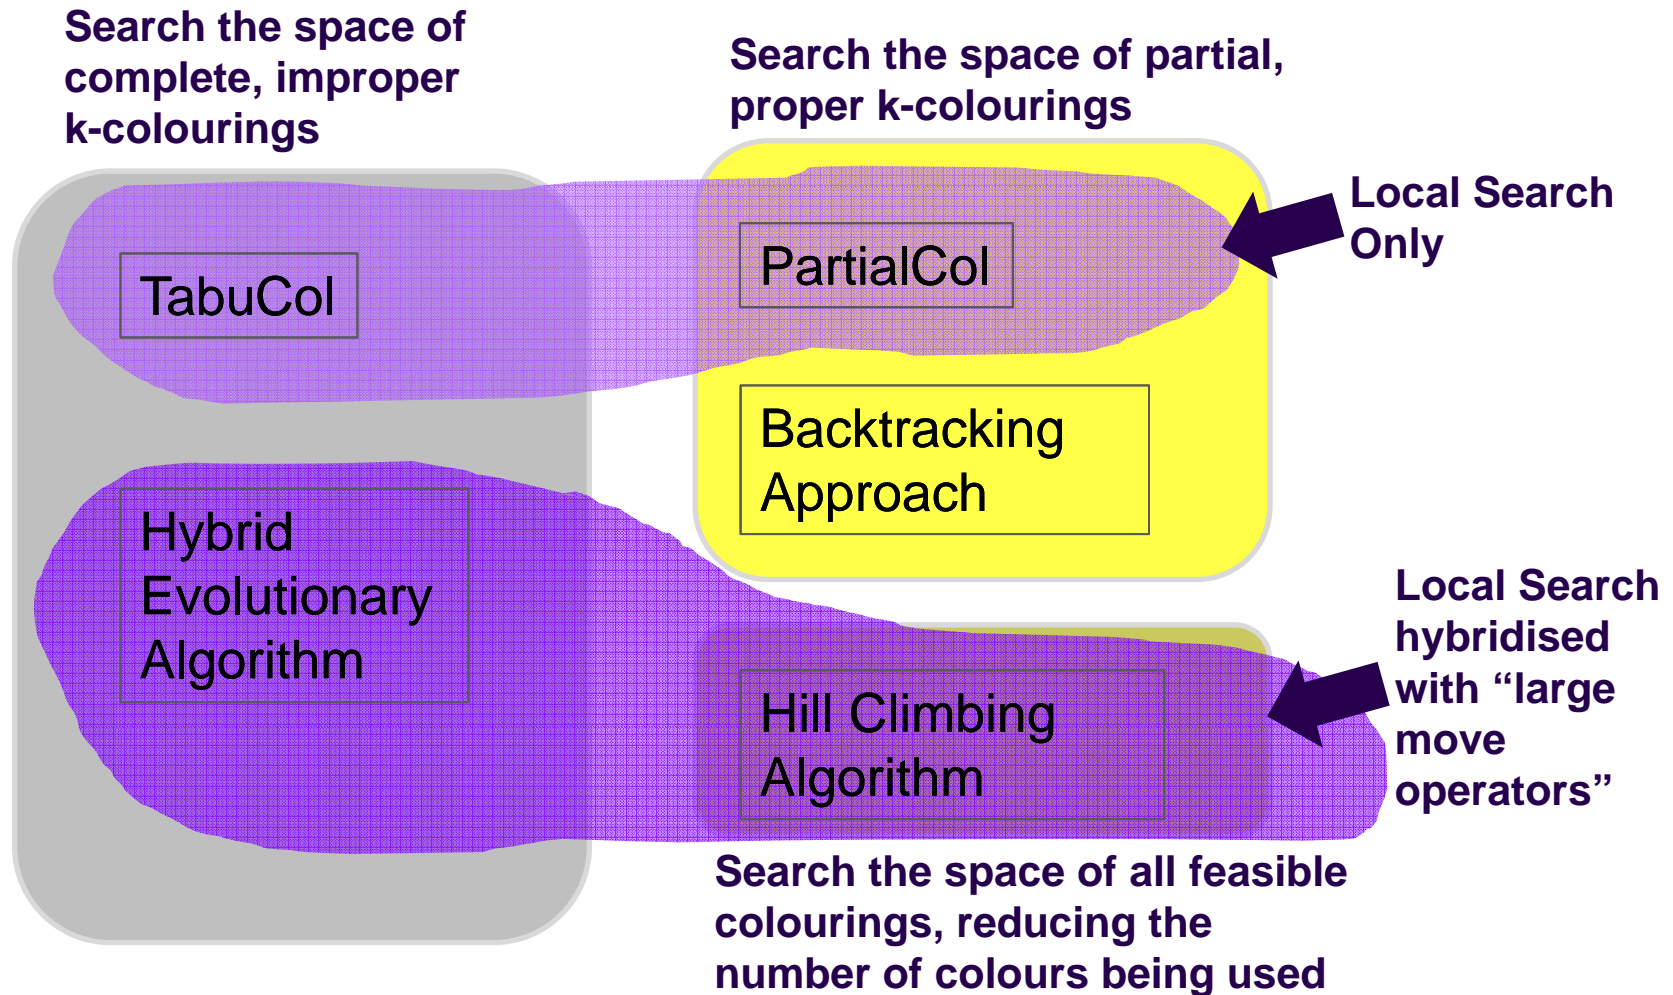 Search the space of
complete, improper
k-colourings
Search the space of partial,
proper k-colourings
Local Search
Only
TabuCol
PartialCol
Backtracking
Approach
Hybrid
Evolutionary
Algorithm
Hill Climbing
Algorithm
Local Search
hybridised
with “large
move
operators”
Search the space of all feasible
colourings, reducing the
number of colours being used